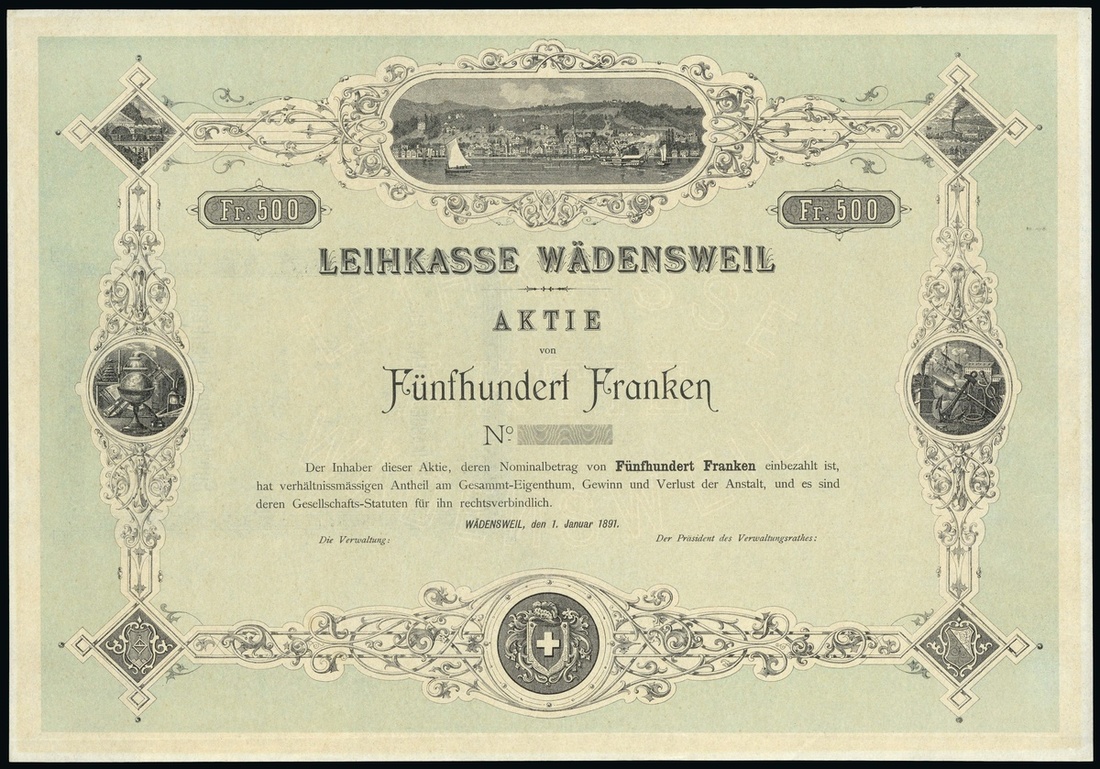 Fr. 500
Fr. 500
LEIHKASSE WÄDENSWEIL
AKTIE
von
Fünfhundert Franken
No
Der Inhaber dieser Aktie, deren Nominalbetrag von Fünfhundert Franken einbezahlt ist,
hat verhältnissmässigen Antheil am Gesammt-Eigenthum, Gewinn und Verlust der Anstalt, und es sind
deren Gesellschafts-Statuten für ihn rechtsverbindlich.
WÄDENSWEIL, den 1. Januar 1891.
Die Verwaltung:
Der Präsident des Verwaltungsrathes: